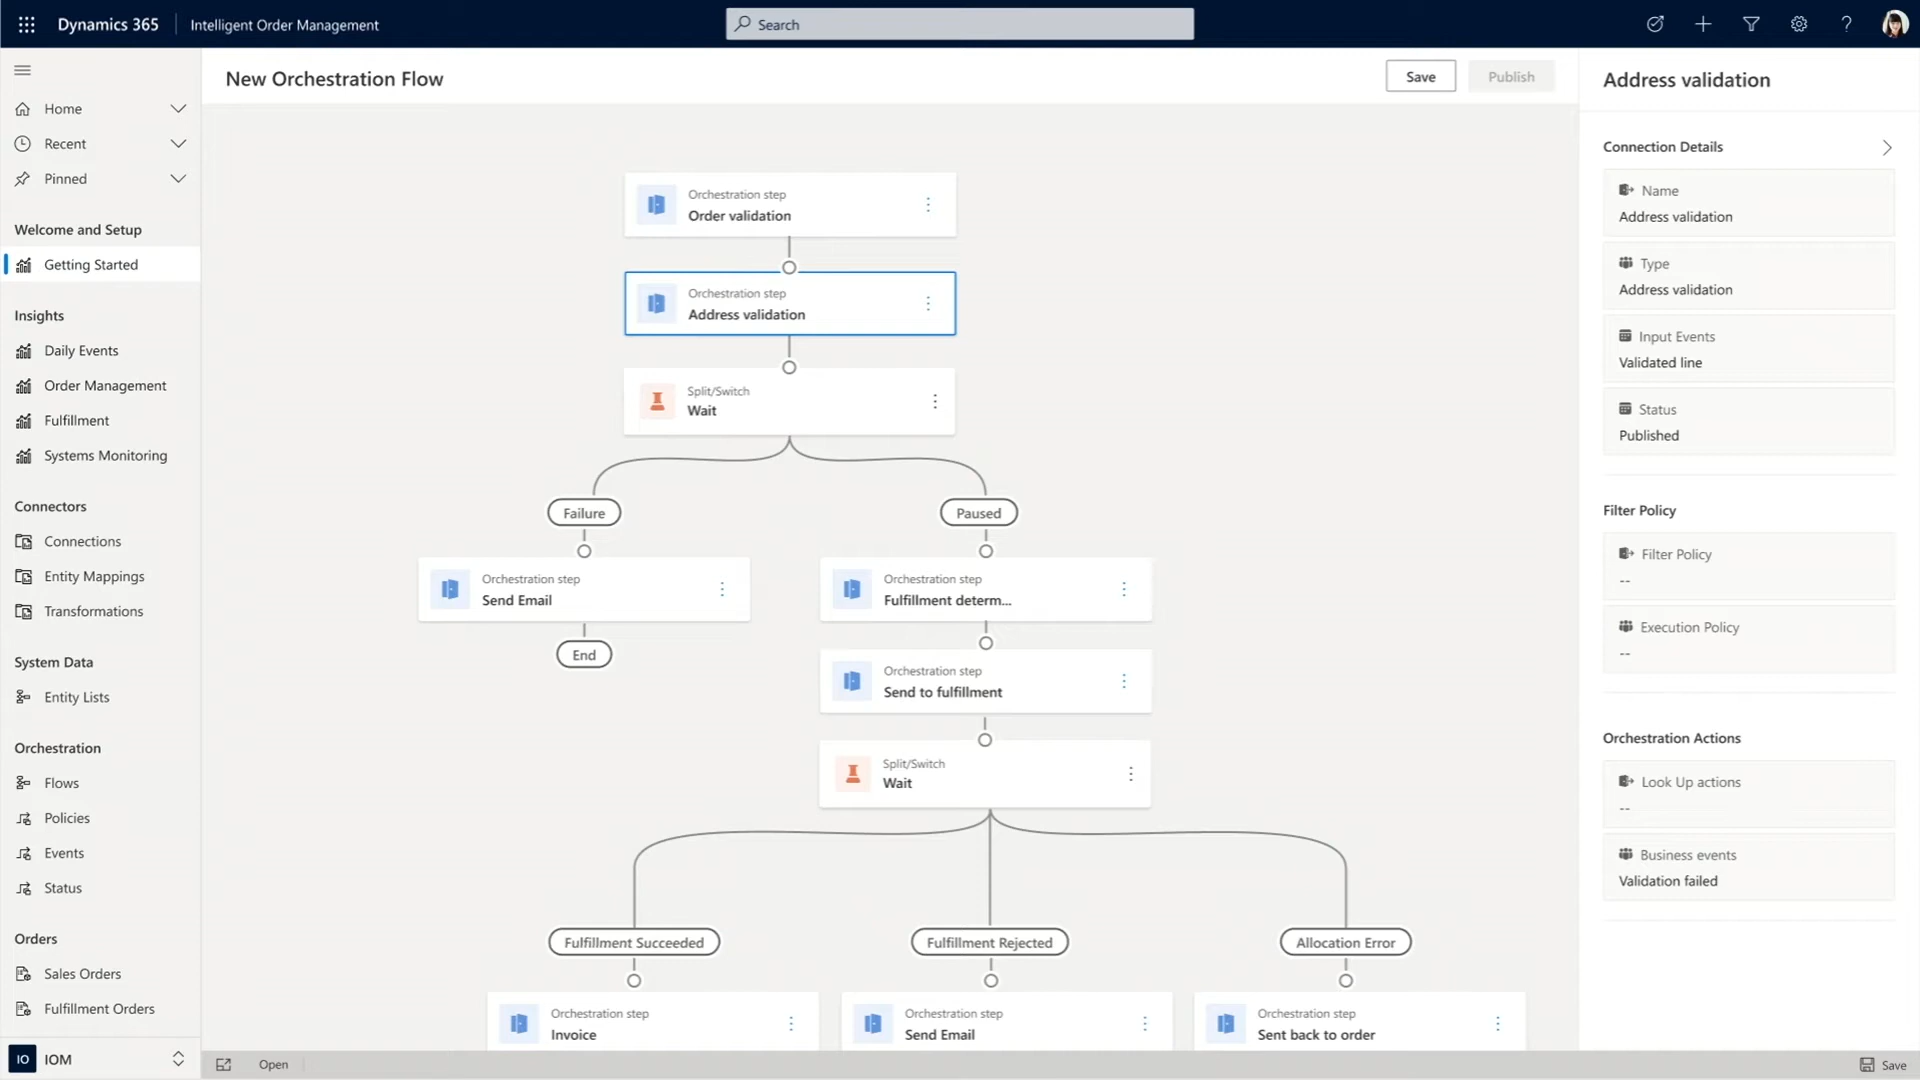 Dynamics 365
Intelligent Order Management
Search
?
New Orchestration Flow
Save
Publish
Home
Recent
Pinned
Welcome and Setup
Getting Started
Insights
Daily Events
Order Management
Fulfillment
Systems Monitoring
Connectors
Connections
Entity Mappings
Transformations
System Data
Entity Lists
Orchestration
Flows
Policies
Events
Status
Orders
Sales Orders
Fulfillment Orders
IO
IOM
Orchestration step
Order validation
Orchestration step
Address validation
Split/Switch
Wait
Failure
Paused
Orchestration step
Send Email
End
Orchestration step
Fulfillment determ...
Orchestration step
Send to fulfillment
Split/Switch
Wait
Fulfillment Succeeded
Fulfillment Rejected
Allocation Error
Orchestration step
Invoice
Orchestration step
Send Email
Orchestration step
Sent back to order
Address validation
Connection Details
Name
Address validation
Type
Address validation
Input Events
Validated line
Status
Published
Filter Policy
Filter Policy
--
Execution Policy
--
Orchestration Actions
Look Up actions
--
Business events
Validation failed
Open
Save